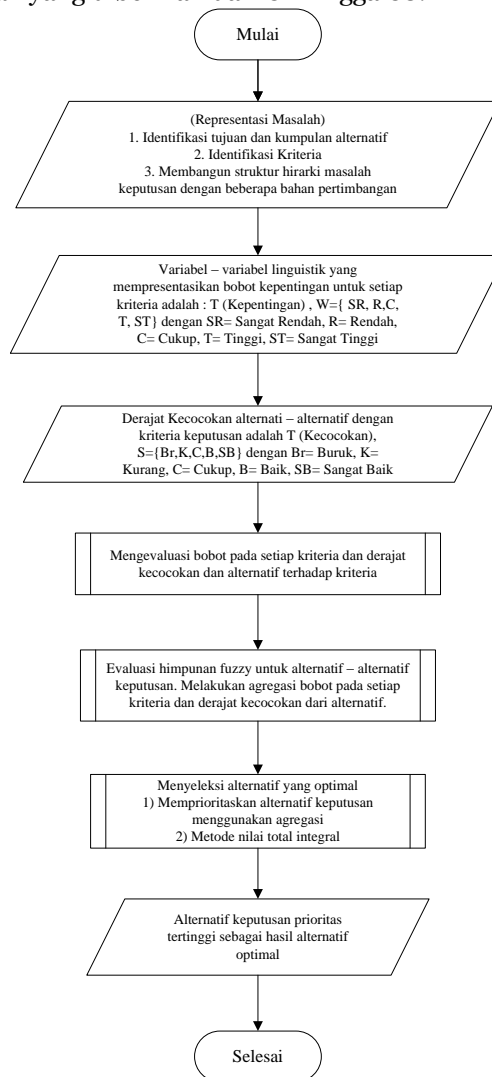 Mulai
(Representasi Masalah)
1. Identifikasi tujuan dan kumpulan alternatif
2. Identifikasi Kriteria
3. Membangun struktur hirarki masalah
keputusan dengan beberapa bahan pertimbangan
Variabel – variabel linguistik yang
mempresentasikan bobot kepentingan untuk setiap
kriteria adalah : T (Kepentingan) , W={ SR, R,C,
T, ST} dengan SR= Sangat Rendah, R= Rendah,
C= Cukup, T= Tinggi, ST= Sangat Tinggi
Derajat Kecocokan alternati – alternatif dengan
kriteria keputusan adalah T (Kecocokan),
S={Br,K,C,B,SB} dengan Br= Buruk, K=
Kurang, C= Cukup, B= Baik, SB= Sangat Baik
Mengevaluasi bobot pada setiap kriteria dan derajat
kecocokan dan alternatif terhadap kriteria
Evaluasi himpunan fuzzy untuk alternatif – alternatif
keputusan. Melakukan agregasi bobot pada setiap
kriteria dan derajat kecocokan dari alternatif.
Menyeleksi alternatif yang optimal
1) Memprioritaskan alternatif keputusan
menggunakan agregasi
2) Metode nilai total integral
Alternatif keputusan prioritas
tertinggi sebagai hasil alternatif
optimal
Selesai